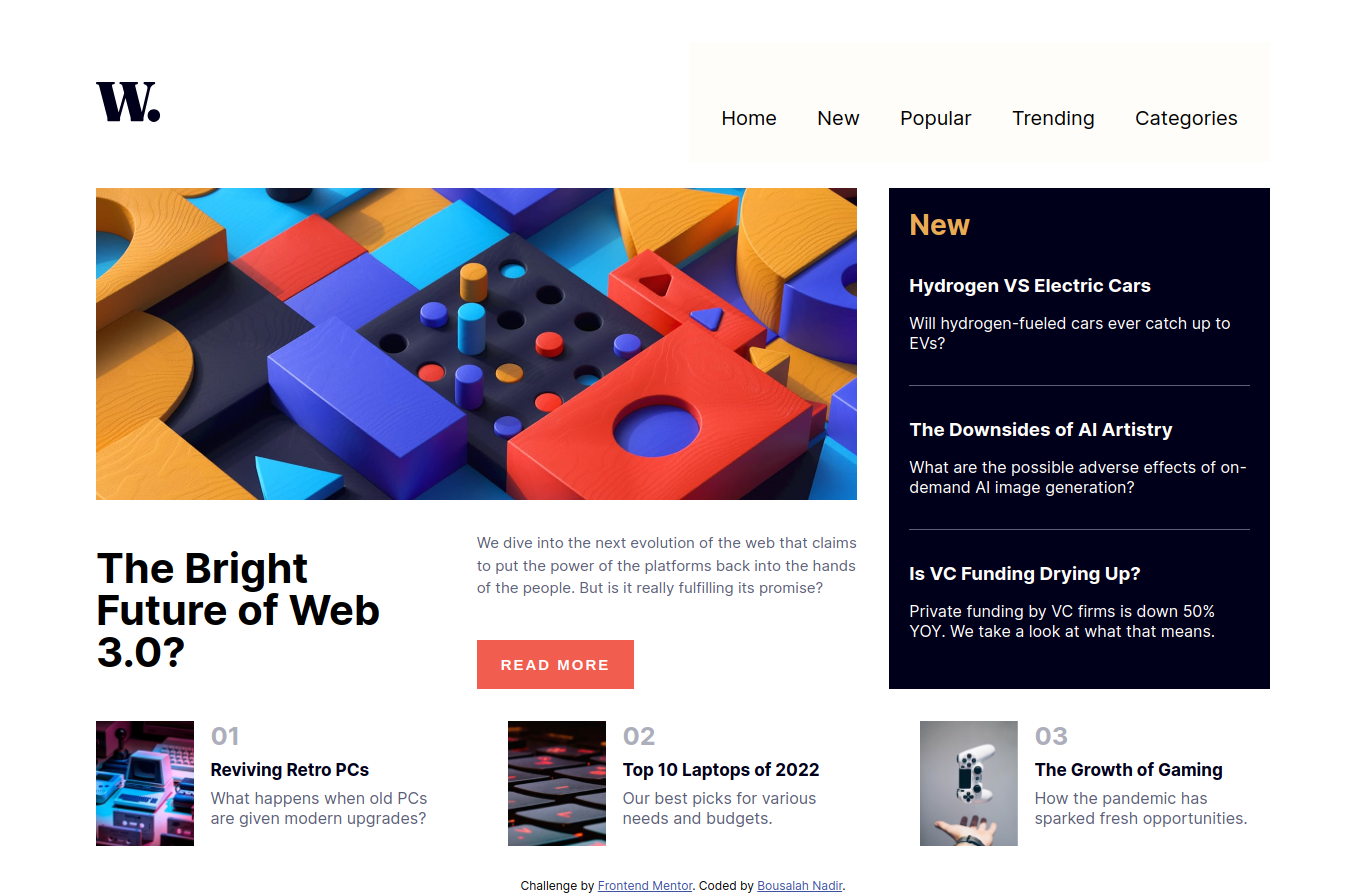 W.
Home New Popular Trending Categories
New
Hydrogen VS Electric Cars
Will hydrogen-fueled cars ever catch up to
EVs?
The Downsides of AI Artistry
What are the possible adverse effects of on-
demand AI image generation?
Is VC Funding Drying Up?
Private funding by VC firms is down 50%
YOY. We take a look at what that means.
The Bright
Future of Web
3.0?
We dive into the next evolution of the web that claims
to put the power of the platforms back into the hands
of the people. But is it really fulfilling its promise?
READ MORE
01
Reviving Retro PCs
What happens when old PCs
are given modern upgrades?
02
Top 10 Laptops of 2022
Our best picks for various
needs and budgets.
03
The Growth of Gaming
How the pandemic has
sparked fresh opportunities.
Challenge by Frontend Mentor. Coded by Bousalah Nadir.